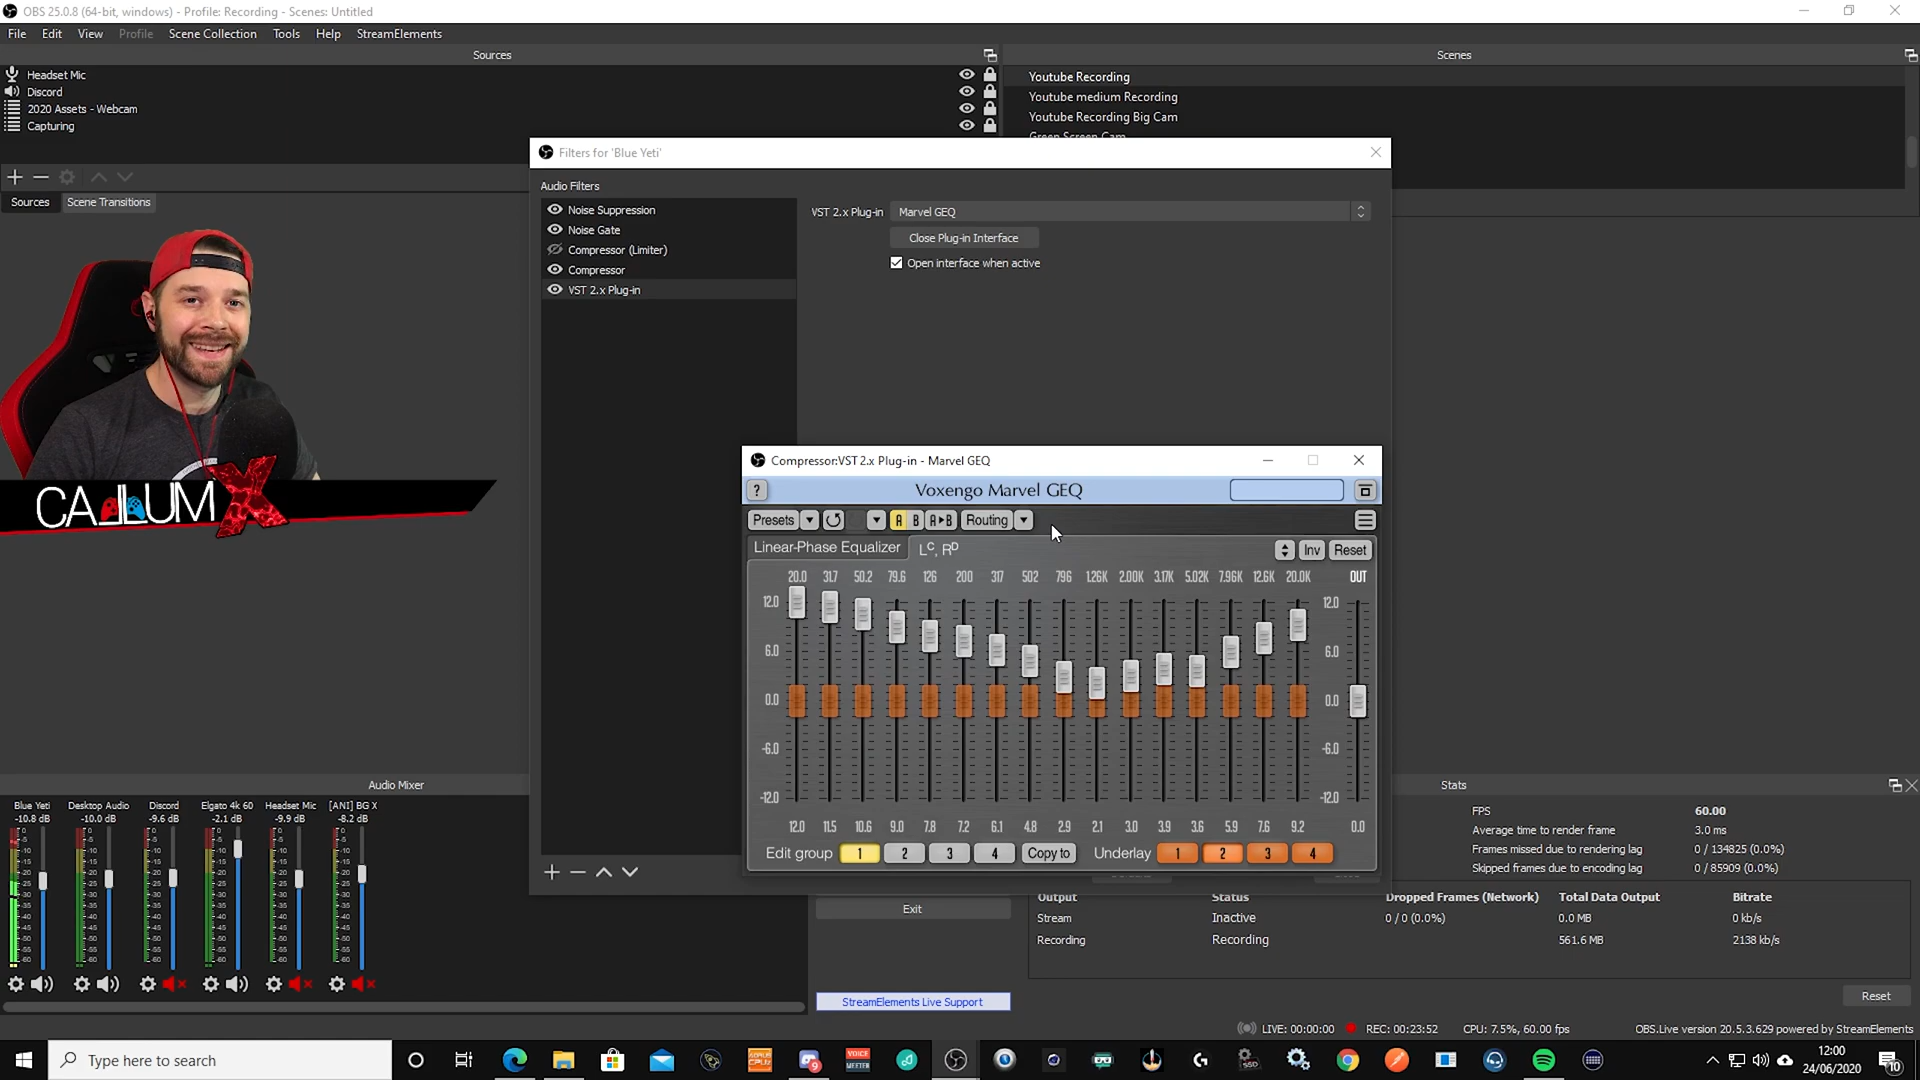 OBS 25.0.8 (64-bit, windows) - Profile: Recording - Scenes: Untitled
File Edit View Profile Scene Collection Tools Help StreamElements
Sources
Headset Mic
Discord
2020 Assets - Webcam
Capturing
Sources Scene Transitions
Scenes
Youtube Recording
Youtube medium Recording
Youtube Recording Big Cam
Green Screen Cam
Filters for 'Blue Yeti'
Audio Filters
Noise Suppression
Noise Gate
Compressor (Limiter)
Compressor
VST 2.x Plug-in
VST 2.x Plug-in Marvel GEQ
Close Plug-in Interface
Open interface when active
CALLUM X
Compressor:VST 2.x Plug-in - Marvel GEQ
? Voxengo Marvel GEQ
Presets A B A▸B Routing
Linear-Phase Equalizer LC, RD Inv Reset
20.0 31.7 50.2 79.6 126 200 317 502 796 1.26K 2.00K 3.17K 5.02K 7.96K 12.6K 20.0K OUT
12.0 12.0
6.0 6.0
0.0 0.0
-6.0 -6.0
-12.0 -12.0
12.0 11.5 10.6 9.0 7.8 7.2 6.1 4.8 2.9 2.1 3.0 3.9 3.6 5.9 7.6 9.2 0.0
Edit group 1 2 3 4 Copy to Underlay 1 2 3 4
Audio Mixer
Blue Yeti Desktop Audio Discord Elgato 4k 60 Headset Mic [ANI] BG X
-10.8 dB -10.0 dB -9.6 dB -2.1 dB -9.9 dB -8.2 dB
Exit
StreamElements Live Support
Stats
FPS 60.00
Average time to render frame 3.0 ms
Frames missed due to rendering lag 0 / 134825 (0.0%)
Skipped frames due to encoding lag 0 / 85909 (0.0%)
Output Status Dropped Frames (Network) Total Data Output Bitrate
Stream Inactive 0 / 0 (0.0%) 0.0 MB 0 kb/s
Recording Recording 561.6 MB 2138 kb/s
Reset
LIVE: 00:00:00 REC: 00:23:52 CPU: 7.5%, 60.00 fps OBS.Live version 20.5.3.629 powered by StreamElements
Type here to search
VOICE MEETER
12:00
24/06/2020